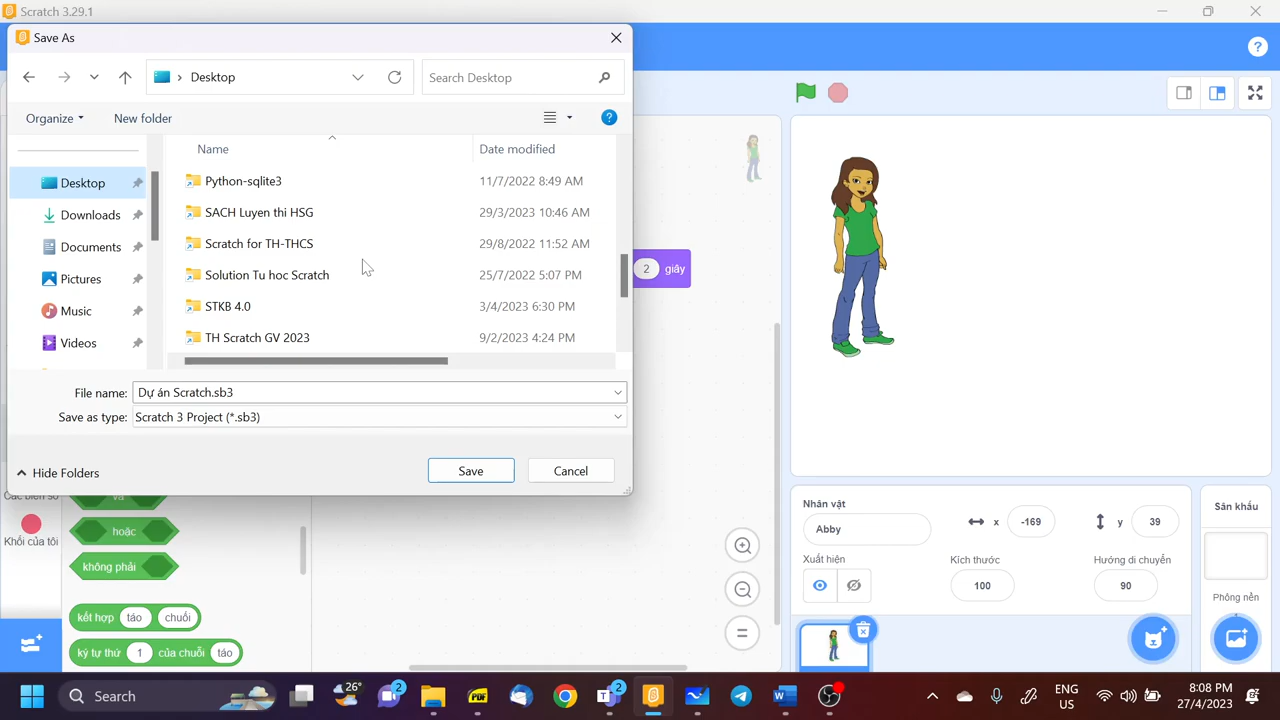 Scratch 3.29.1
Save As
Desktop
Search Desktop
Organize
New folder
Name
Date modified
Desktop
Downloads
Documents
Pictures
Music
Videos
Python-sqlite3 11/7/2022 8:49 AM
SACH Luyen thi HSG 29/3/2023 10:46 AM
Scratch for TH-THCS 29/8/2022 11:52 AM
Solution Tu hoc Scratch 25/7/2022 5:07 PM
STKB 4.0 3/4/2023 6:30 PM
TH Scratch GV 2023 9/2/2023 4:24 PM
File name: Dự án Scratch.sb3
Save as type: Scratch 3 Project (*.sb3)
Hide Folders
Save
Cancel
2 giây
Các biến số
Khối của tôi
và
hoặc
không phải
kết hợp táo chuối
ký tự thứ 1 của chuỗi táo
Nhân vật
Abby
x -169
y 39
Xuất hiện
Kích thước
100
Hướng di chuyển
90
Sân khấu
Phông nền
Search
26°
2
PDF
2
ENG
US
8:08 PM
27/4/2023